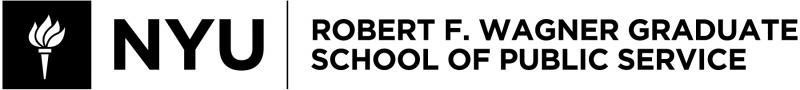 NYU
ROBERT F. WAGNER GRADUATE
SCHOOL OF PUBLIC SERVICE